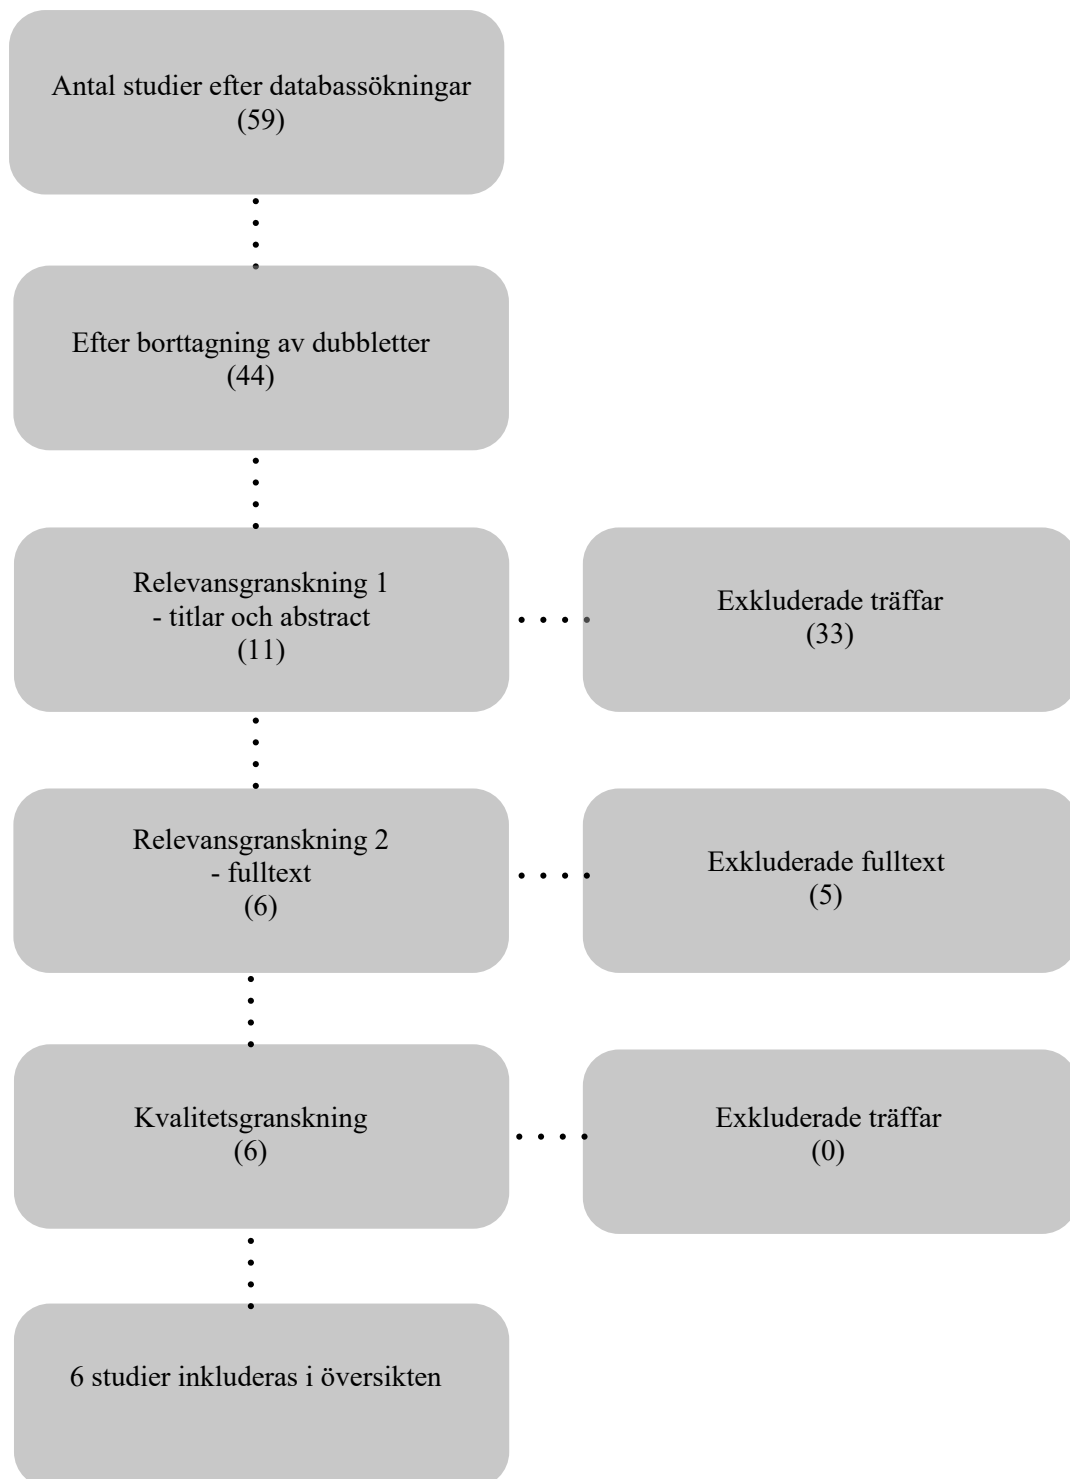 Antal studier efter databassökningar
(59)
Efter borttagning av dubbletter
(44)
Relevansgranskning 1
- titlar och abstract
(11)
Exkluderade träffar
(33)
Relevansgranskning 2
- fulltext
(6)
Exkluderade fulltext
(5)
Kvalitetsgranskning
(6)
Exkluderade träffar
(0)
6 studier inkluderas i översikten